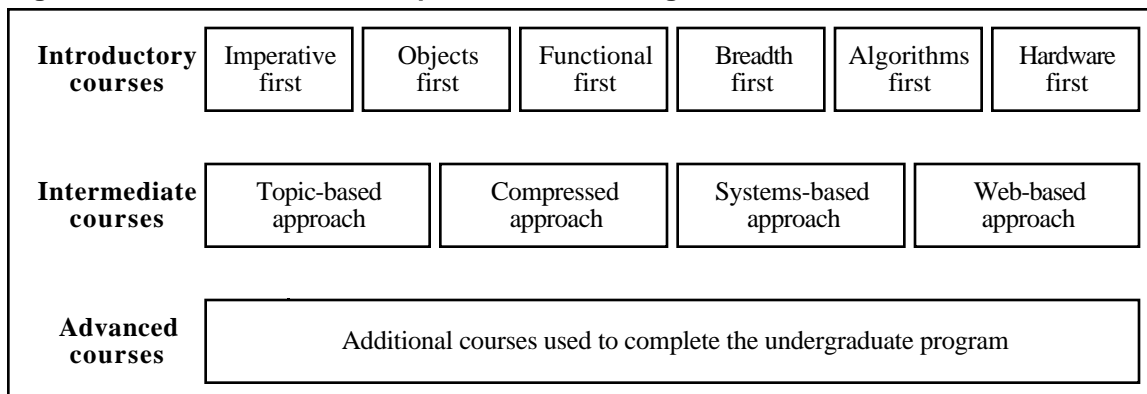 Introductory courses
Imperative first
Objects first
Functional first
Breadth first
Algorithms first
Hardware first
Intermediate courses
Topic-based approach
Compressed approach
Systems-based approach
Web-based approach
Advanced courses
Additional courses used to complete the undergraduate program